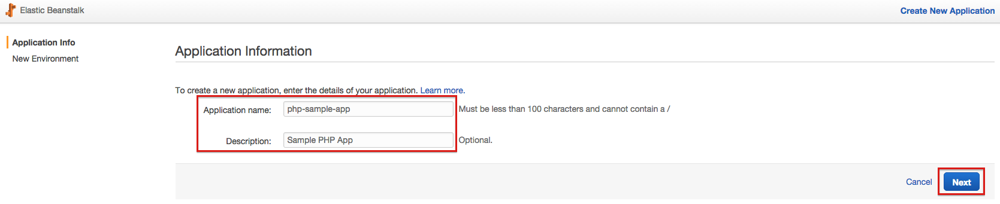 Elastic Beanstalk
Create New Application
Application Info
New Environment
Application Information
To create a new application, enter the details of your application. Learn more.
Application name: php-sample-app Must be less than 100 characters and cannot contain a /
Description: Sample PHP App Optional.
Cancel Next